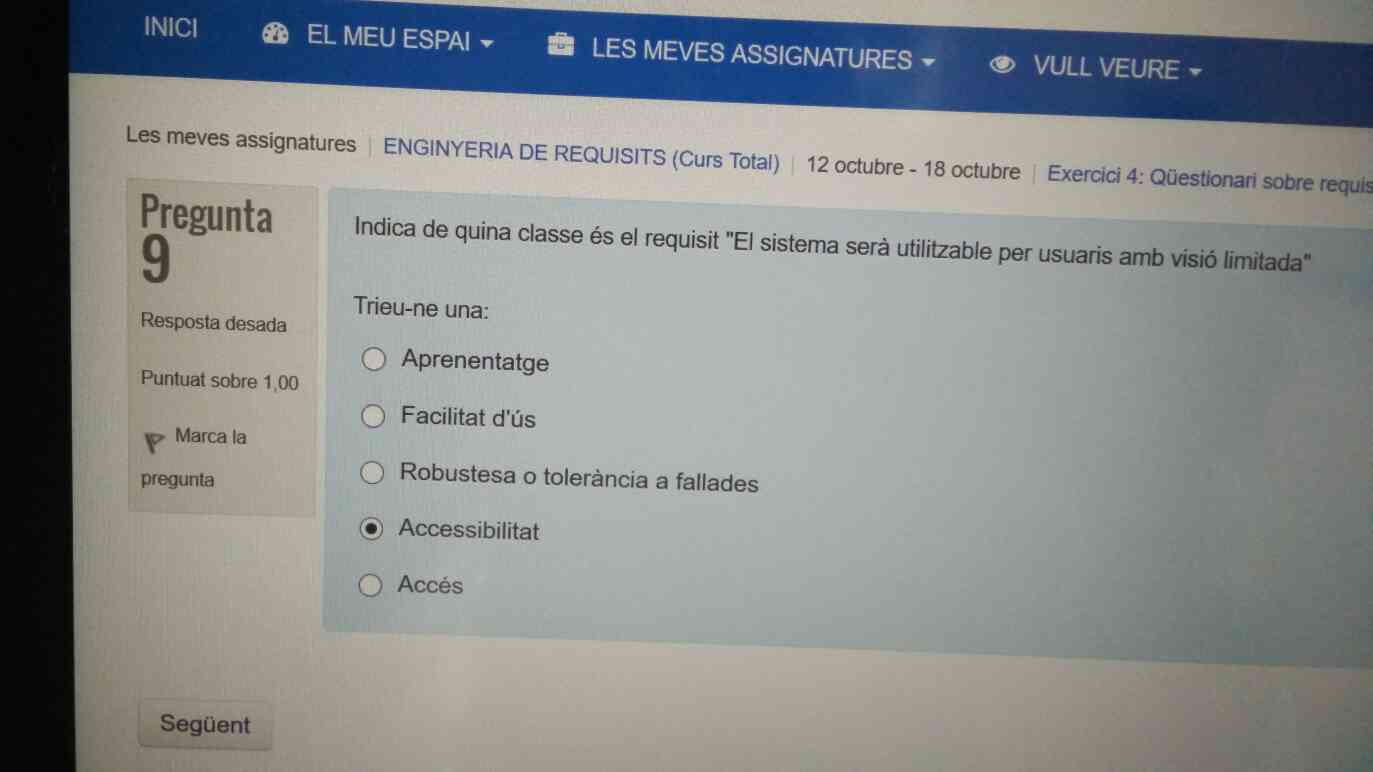 INICI EL MEU ESPAI LES MEVES ASSIGNATURES VULL VEURE
Les meves assignatures | ENGINYERIA DE REQUISITS (Curs Total) | 12 octubre - 18 octubre | Exercici 4: Qüestionari sobre requis
Pregunta
9
Resposta desada
Puntuat sobre 1,00
Marca la
pregunta
Indica de quina classe és el requisit "El sistema serà utilitzable per usuaris amb visió limitada"
Trieu-ne una:
Aprenentatge
Facilitat d'ús
Robustesa o tolerància a fallades
Accessibilitat
Accés
Següent